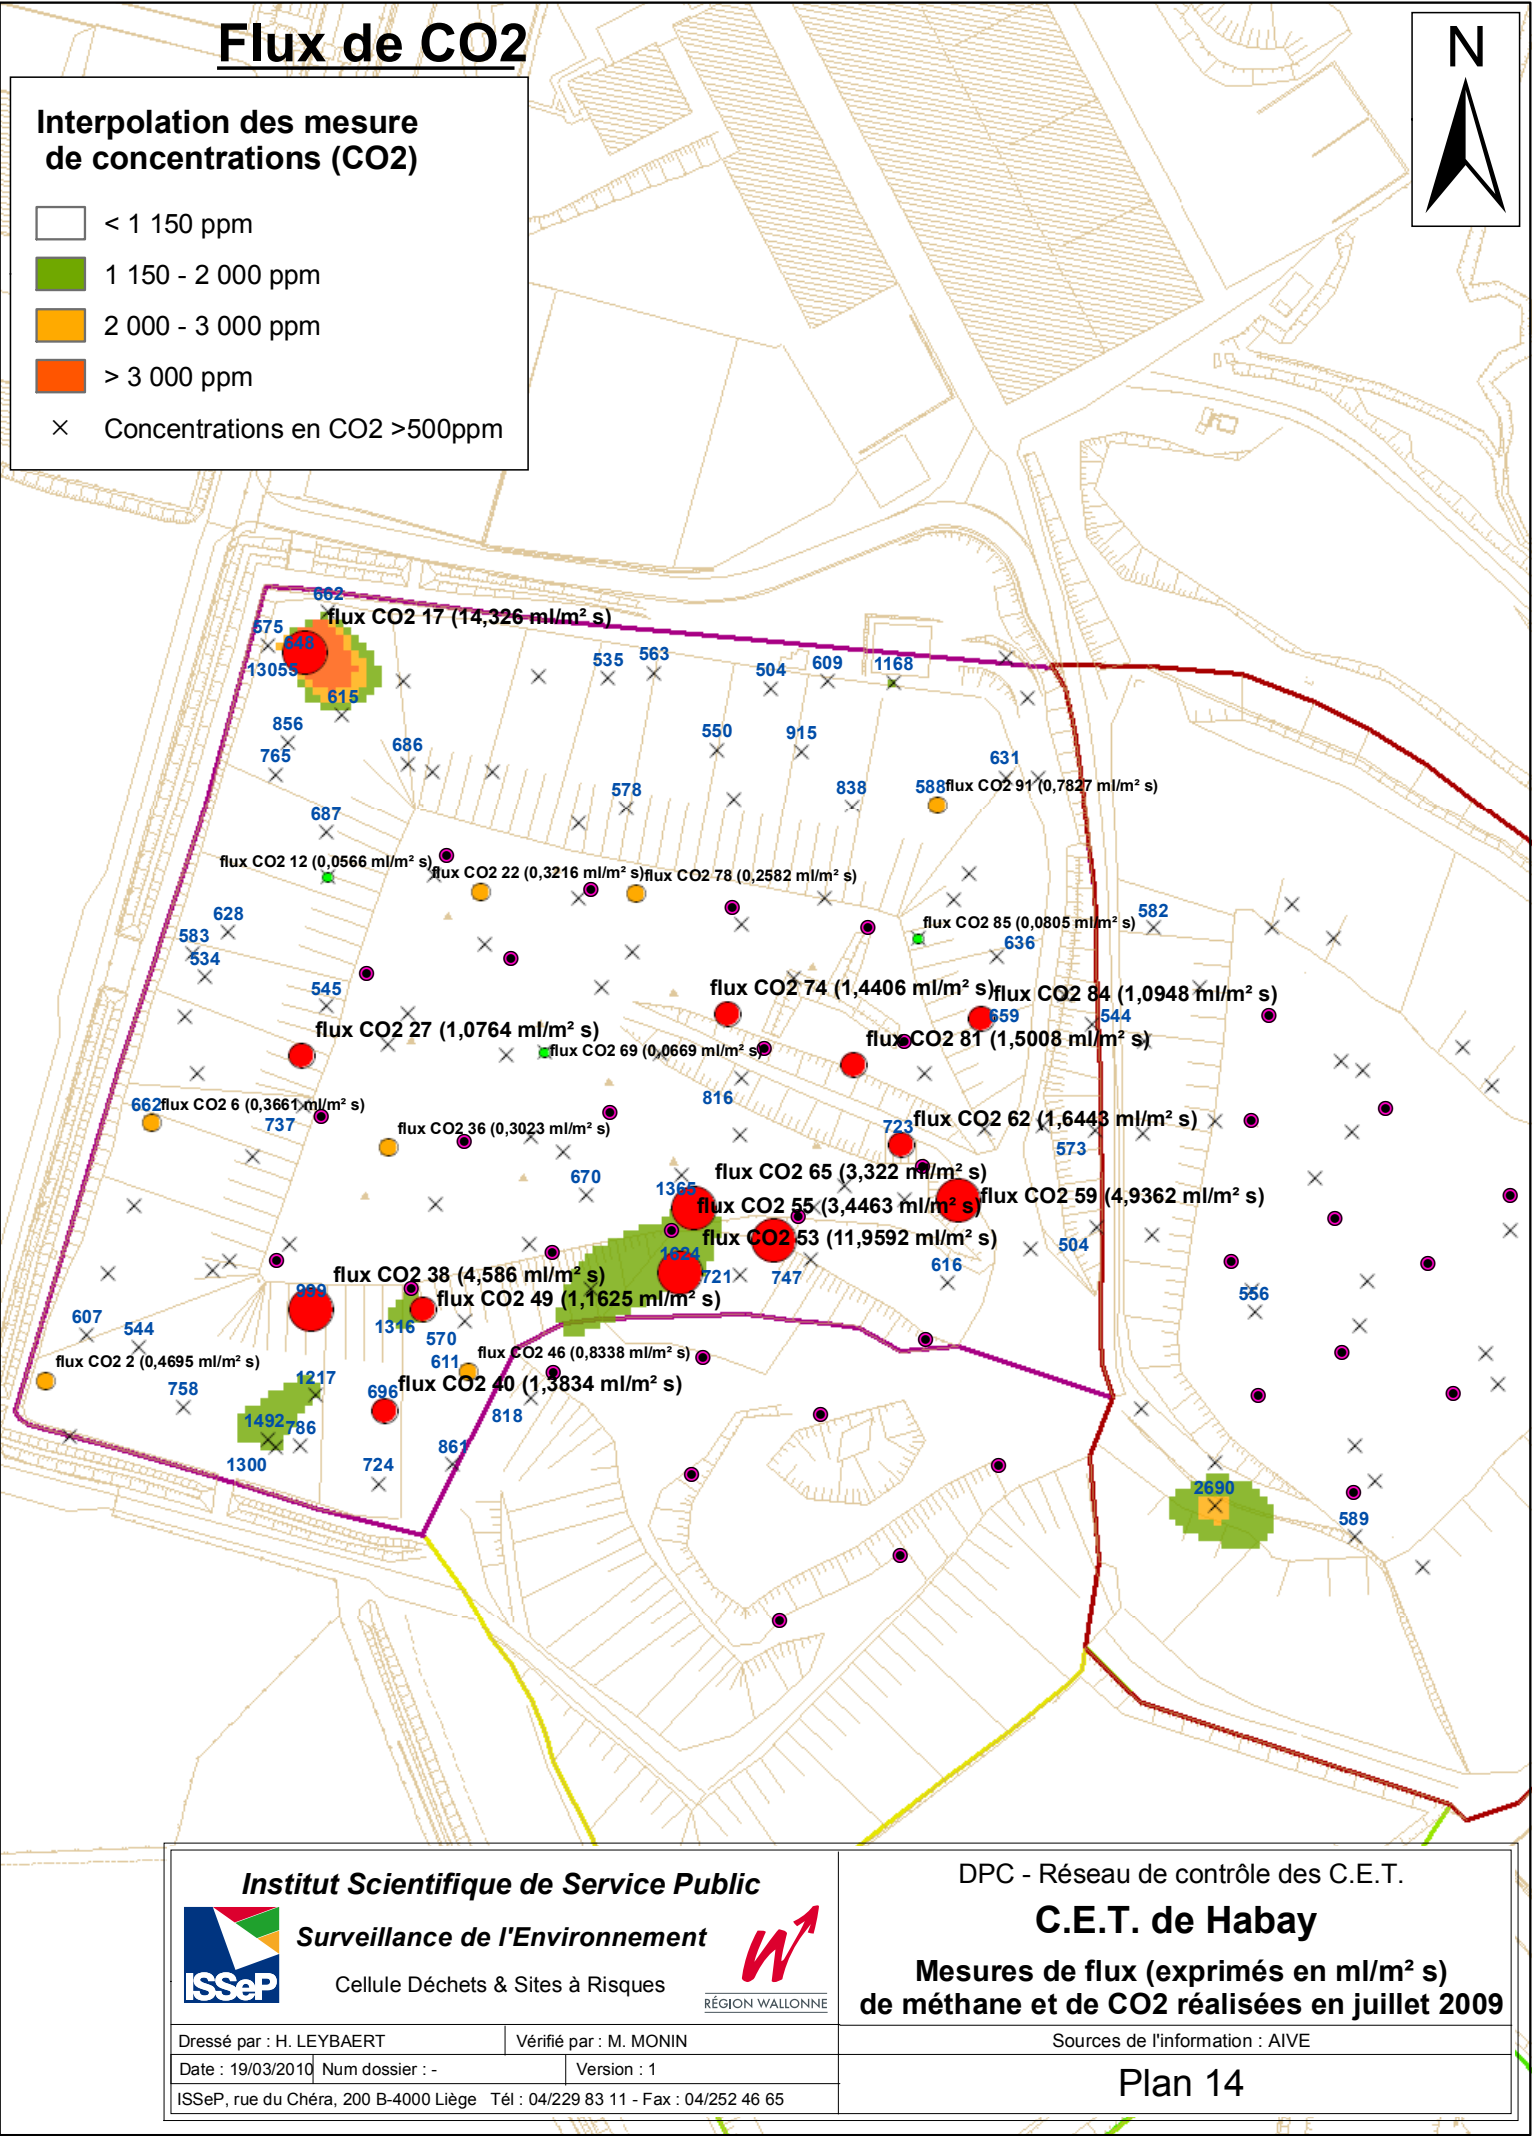 Flux de CO2
Interpolation des mesure
de concentrations (CO2)
< 1 150 ppm
1 150 - 2 000 ppm
2 000 - 3 000 ppm
> 3 000 ppm
Concentrations en CO2 >500ppm
N
662
flux CO2 17 (14,326 ml/m² s)
575
648
13055
615
535
563
504
609
1168
856
765
686
550
915
631
578
838
588
flux CO2 91 (0,7827 ml/m² s)
687
flux CO2 12 (0,0566 ml/m² s)
flux CO2 22 (0,3216 ml/m² s)
flux CO2 78 (0,2582 ml/m² s)
628
583
534
flux CO2 85 (0,0805 ml/m² s)
582
636
545
flux CO2 74 (1,4406 ml/m² s)
flux CO2 84 (1,0948 ml/m² s)
659
544
flux CO2 27 (1,0764 ml/m² s)
flux CO2 81 (1,5008 ml/m² s)
flux CO2 69 (0,0669 ml/m² s)
816
662
flux CO2 6 (0,3661 ml/m² s)
737
flux CO2 36 (0,3023 ml/m² s)
723
flux CO2 62 (1,6443 ml/m² s)
573
670
flux CO2 65 (3,322 ml/m² s)
1365
flux CO2 55 (3,4463 ml/m² s)
flux CO2 59 (4,9362 ml/m² s)
flux CO2 53 (11,9592 ml/m² s)
504
1624
721
747
616
flux CO2 38 (4,586 ml/m² s)
999
flux CO2 49 (1,1625 ml/m² s)
556
607
544
1316
570
611
flux CO2 46 (0,8338 ml/m² s)
flux CO2 2 (0,4695 ml/m² s)
758
1217
696
flux CO2 40 (1,3834 ml/m² s)
818
1492
786
1300
724
861
2690
589
Institut Scientifique de Service Public
Surveillance de l'Environnement
Cellule Déchets & Sites à Risques
ISSeP
RÉGION WALLONNE
DPC - Réseau de contrôle des C.E.T.
C.E.T. de Habay
Mesures de flux (exprimés en ml/m² s)
de méthane et de CO2 réalisées en juillet 2009
Dressé par : H. LEYBAERT
Vérifié par : M. MONIN
Sources de l'information : AIVE
Date : 19/03/2010
Num dossier : -
Version : 1
Plan 14
ISSeP, rue du Chéra, 200 B-4000 Liège Tél : 04/229 83 11 - Fax : 04/252 46 65